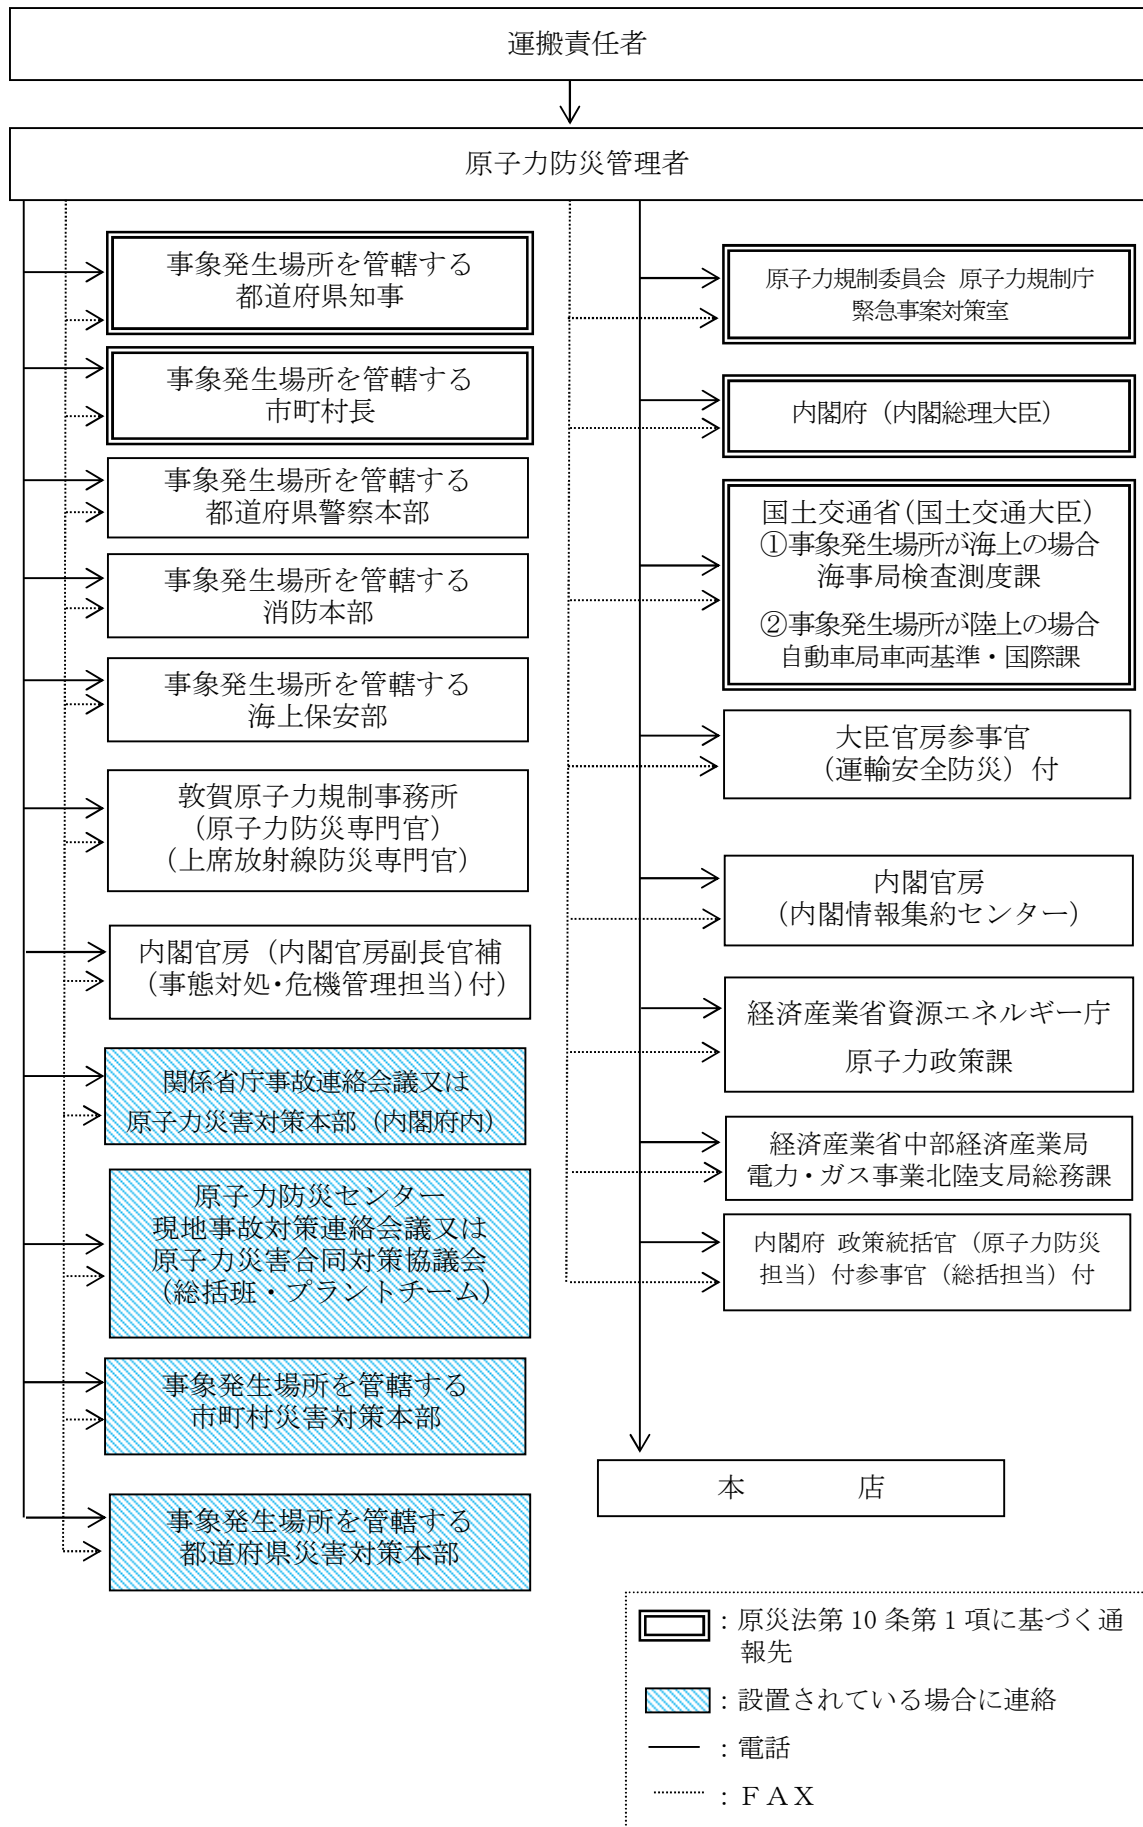 運搬責任者
原子力防災管理者
事象発生場所を管轄する
都道府県知事
事象発生場所を管轄する
市町村長
事象発生場所を管轄する
都道府県警察本部
事象発生場所を管轄する
消防本部
事象発生場所を管轄する
海上保安部
敦賀原子力規制事務所
(原子力防災専門官)
(上席放射線防災専門官)
内閣官房（内閣官房副長官補
(事態対処・危機管理担当)付)
関係省庁事故連絡会議又は
原子力災害対策本部（内閣府内）
原子力防災センター
現地事故対策連絡会議又は
原子力災害合同対策協議会
(総括班・プラントチーム)
事象発生場所を管轄する
市町村災害対策本部
事象発生場所を管轄する
都道府県災害対策本部
原子力規制委員会 原子力規制庁
緊急事案対策室
内閣府（内閣総理大臣）
国土交通省(国土交通大臣)
①事象発生場所が海上の場合
海事局検査測度課
②事象発生場所が陸上の場合
自動車局車両基準・国際課
大臣官房参事官
(運輸安全防災）付
内閣官房
(内閣情報集約センター)
経済産業省資源エネルギー庁
原子力政策課
経済産業省中部経済産業局
電力・ガス事業北陸支局総務課
内閣府 政策統括官（原子力防災
担当）付参事官（総括担当）付
本　　店
：原災法第 10 条第 1 項に基づく通
報先
：設置されている場合に連絡
：電話
：ＦＡＸ